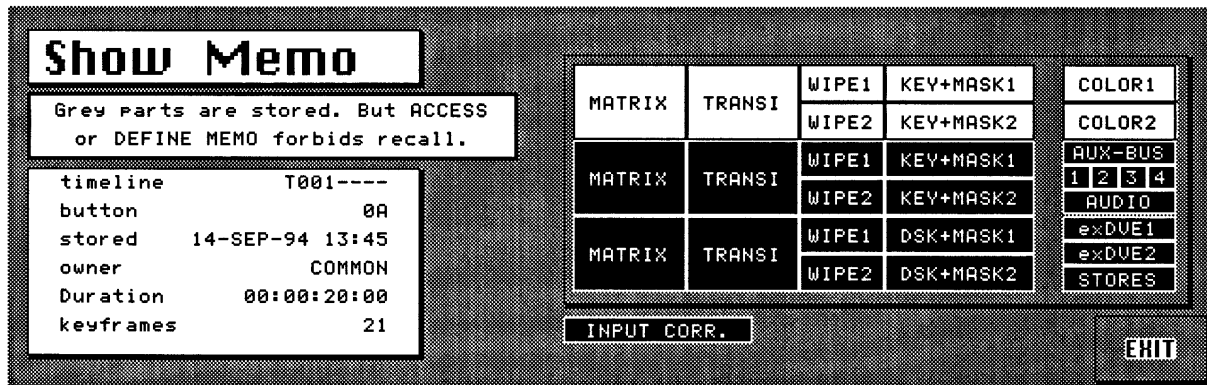 Show Memo
Grey parts are stored. But ACCESS
or DEFINE MEMO forbids recall.
timeline T001----
button 0A
stored 14-SEP-94 13:45
owner COMMON
Duration 00:00:20:00
keyframes 21
MATRIX TRANSI WIPE1 KEY+MASK1
WIPE2 KEY+MASK2
MATRIX TRANSI WIPE1 KEY+MASK1
WIPE2 KEY+MASK2
MATRIX TRANSI WIPE1 DSK+MASK1
WIPE2 DSK+MASK2
COLOR1
COLOR2
AUX-BUS
1 2 3 4
AUDIO
exDVE1
exDVE2
STORES
INPUT CORR.
EXIT